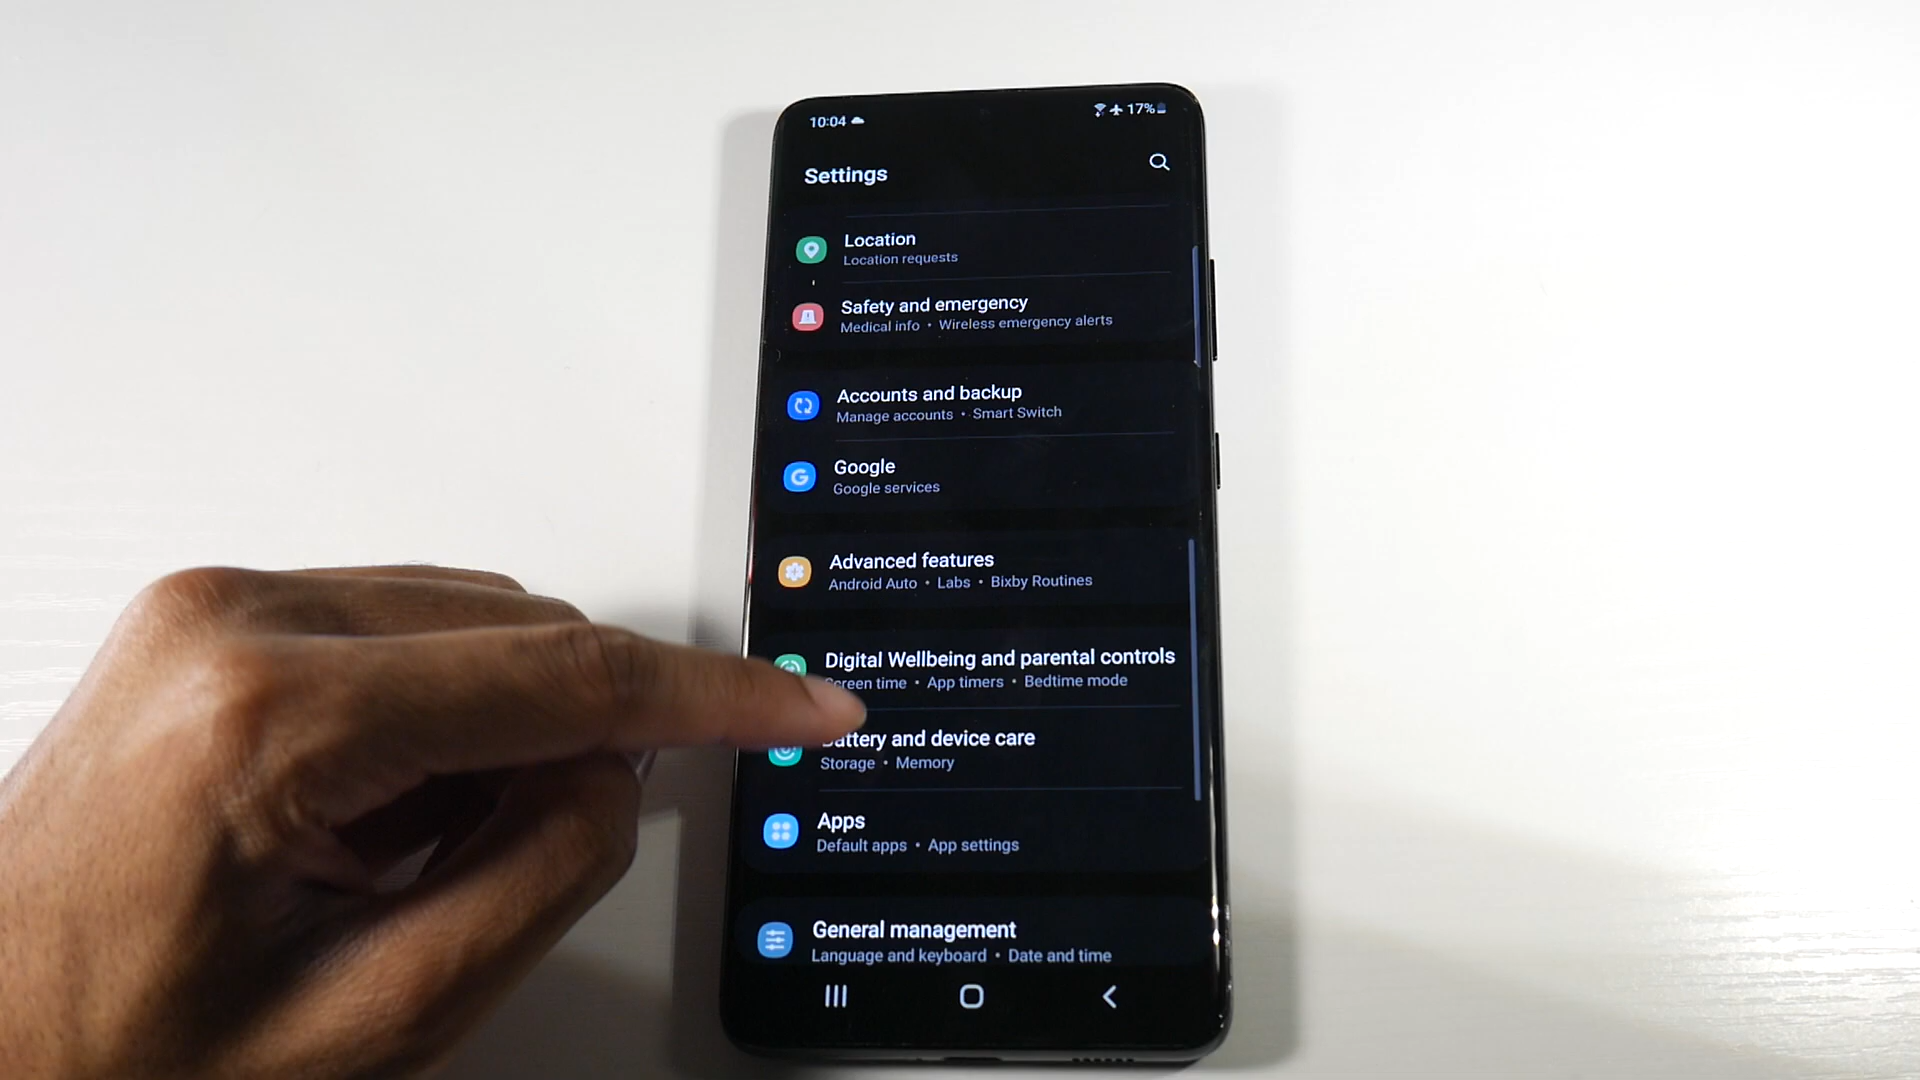 10:04
17%
Settings
Location
Location requests
Safety and emergency
Medical info • Wireless emergency alerts
Accounts and backup
Manage accounts • Smart Switch
Google
Google services
Advanced features
Android Auto • Labs • Bixby Routines
Digital Wellbeing and parental controls
Screen time • App timers • Bedtime mode
Battery and device care
Storage • Memory
Apps
Default apps • App settings
General management
Language and keyboard • Date and time